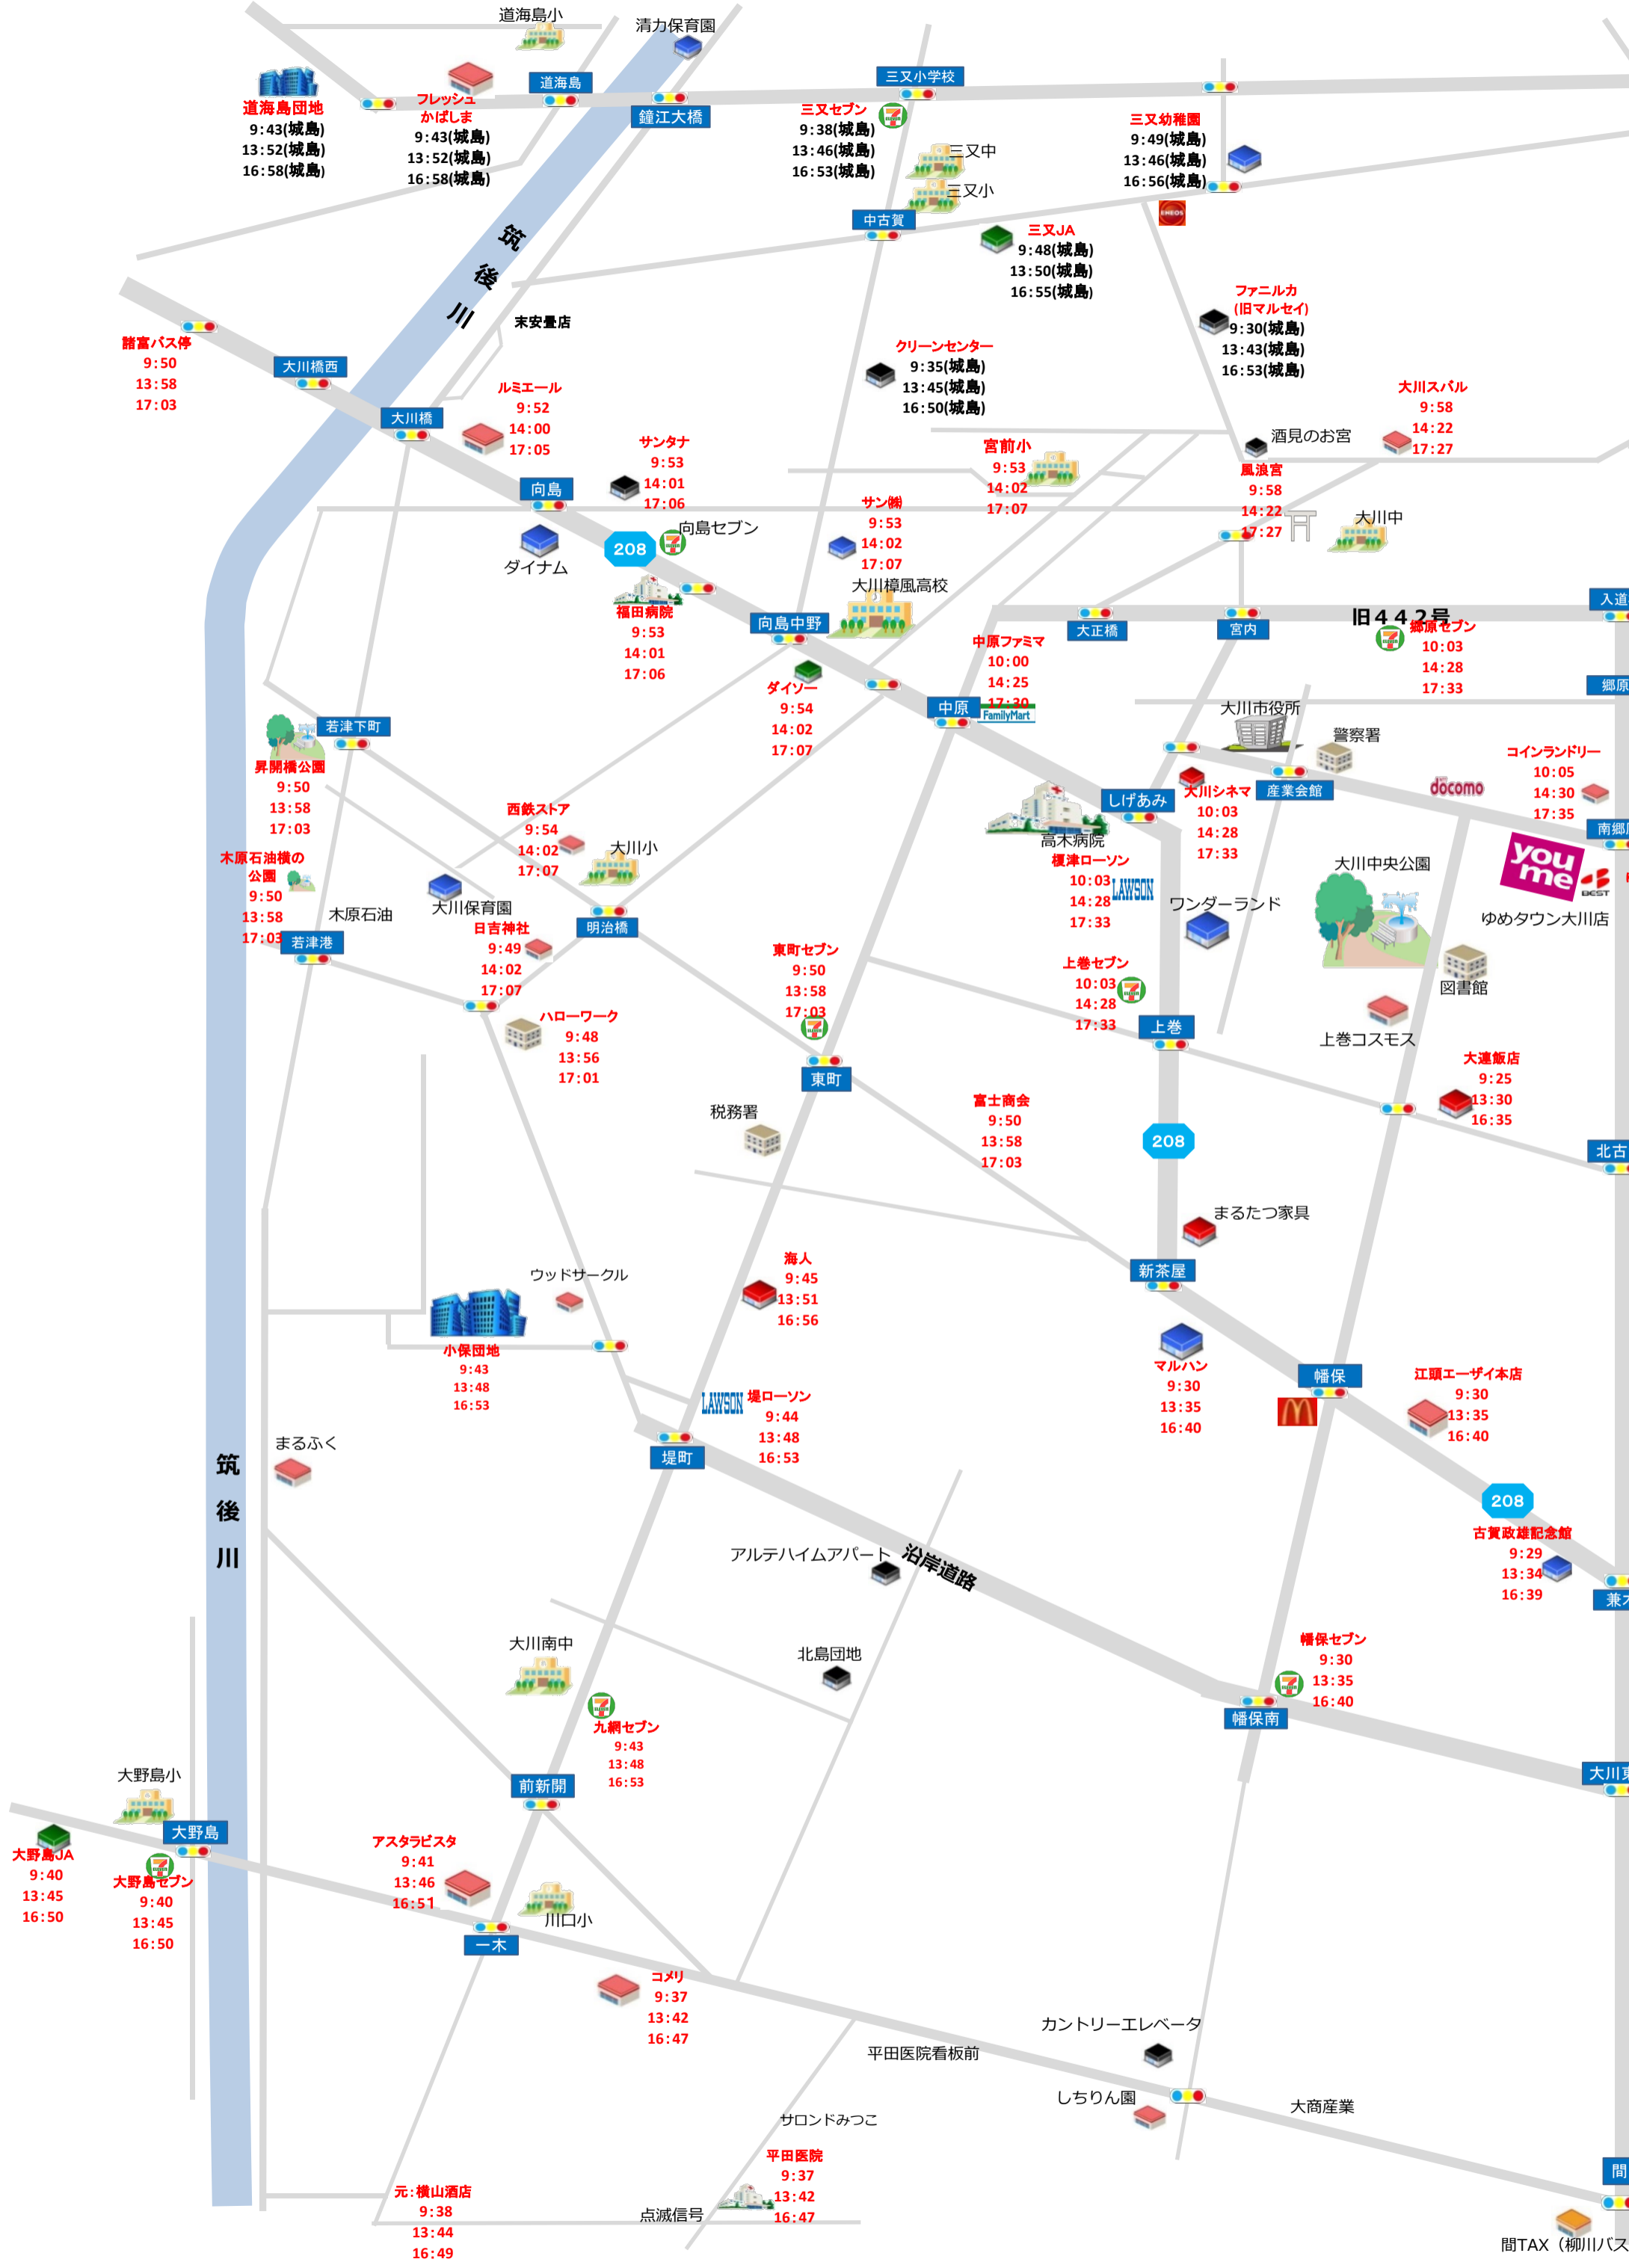 道海島小
清力保育園
道海島団地
9:43(城島)
13:52(城島)
16:58(城島)
フレッシュ
かばしま
9:43(城島)
13:52(城島)
16:58(城島)
道海島
鐘江大橋
三又小学校
三又セブン
9:38(城島)
13:46(城島)
16:53(城島)
三又中
三又小
三又幼稚園
9:49(城島)
13:46(城島)
16:56(城島)
ENEOS
中古賀
三又JA
9:48(城島)
13:50(城島)
16:55(城島)
筑
後
川
末安畳店
ファニルカ
(旧マルセイ)
9:30(城島)
13:43(城島)
16:53(城島)
諸富バス停
9:50
13:58
17:03
大川橋西
大川橋
ルミエール
9:52
14:00
17:05
クリーンセンター
9:35(城島)
13:45(城島)
16:50(城島)
大川スバル
9:58
14:22
17:27
酒見のお宮
風浪宮
9:58
14:22
17:27
大川中
サンタナ
9:53
14:01
17:06
宮前小
9:53
14:02
17:07
向島
ダイナム
208
向島セブン
サン㈱
9:53
14:02
17:07
大川樟風高校
福田病院
9:53
14:01
17:06
向島中野
ダイソー
9:54
14:02
17:07
大正橋
宮内
旧442号
入道
郷原セブン
10:03
14:28
17:33
中原ファミマ
10:00
14:25
17:30
FamilyMart
中原
郷原
大川市役所
警察署
産業会館
docomo
コインランドリー
10:05
14:30
17:35
南郷原
若津下町
昇開橋公園
9:50
13:58
17:03
しげあみ
高木病院
大川シネマ
10:03
14:28
17:33
西鉄ストア
9:54
14:02
17:07
大川小
木原石油横の
公園
9:50
13:58
17:03
木原石油
大川保育園
若津港
榎津ローソン
10:03
14:28
17:33
LAWSON
ワンダーランド
大川中央公園
you
me
BEST
ゆめタウン大川店
図書館
明治橋
日吉神社
9:49
14:02
17:07
東町セブン
9:50
13:58
17:03
上巻セブン
10:03
14:28
17:33
上巻
上巻コスモス
ハローワーク
9:48
13:56
17:01
東町
大連飯店
9:25
13:30
16:35
税務署
富士商会
9:50
13:58
17:03
208
北古
まるたつ家具
海人
9:45
13:51
16:56
ウッドサークル
新茶屋
小保団地
9:43
13:48
16:53
マルハン
9:30
13:35
16:40
幡保
江頭エーザイ本店
9:30
13:35
16:40
LAWSON
堤ローソン
9:44
13:48
16:53
堤町
まるふく
筑
後
川
208
古賀政雄記念館
9:29
13:34
16:39
兼木
アルテハイムアパート
沿岸道路
大川南中
北島団地
幡保セブン
9:30
13:35
16:40
幡保南
九網セブン
9:43
13:48
16:53
前新開
大川東
大野島小
大野島
大野島JA
9:40
13:45
16:50
大野島セブン
9:40
13:45
16:50
アスタラビスタ
9:41
13:46
16:51
川口小
一木
コメリ
9:37
13:42
16:47
カントリーエレベータ
平田医院看板前
しちりん園
大商産業
サロンドみつこ
平田医院
9:37
13:42
16:47
点滅信号
元:横山酒店
9:38
13:44
16:49
間
間TAX（柳川バス